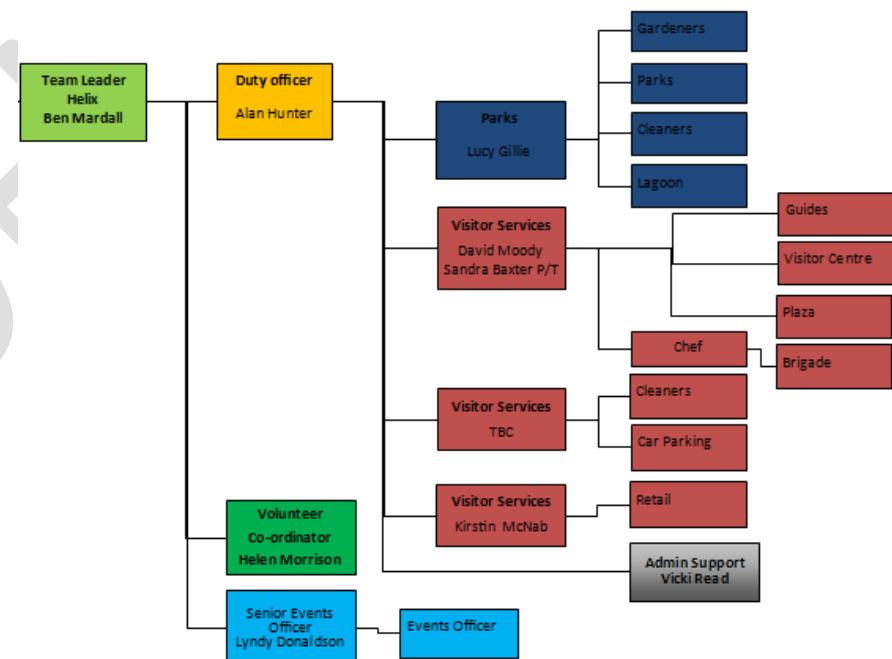 Team Leader
Helix
Ben Mardall
Duty officer
Alan Hunter
Parks
Lucy Gillie
Gardeners
Parks
Cleaners
Lagoon
Visitor Services
David Moody
Sandra Baxter P/T
Guides
Visitor Centre
Plaza
Chef
Brigade
Visitor Services
TBC
Cleaners
Car Parking
Visitor Services
Kirstin McNab
Retail
Admin Support
Vicki Read
Volunteer
Co-ordinator
Helen Morrison
Senior Events
Officer
Lyndy Donaldson
Events Officer